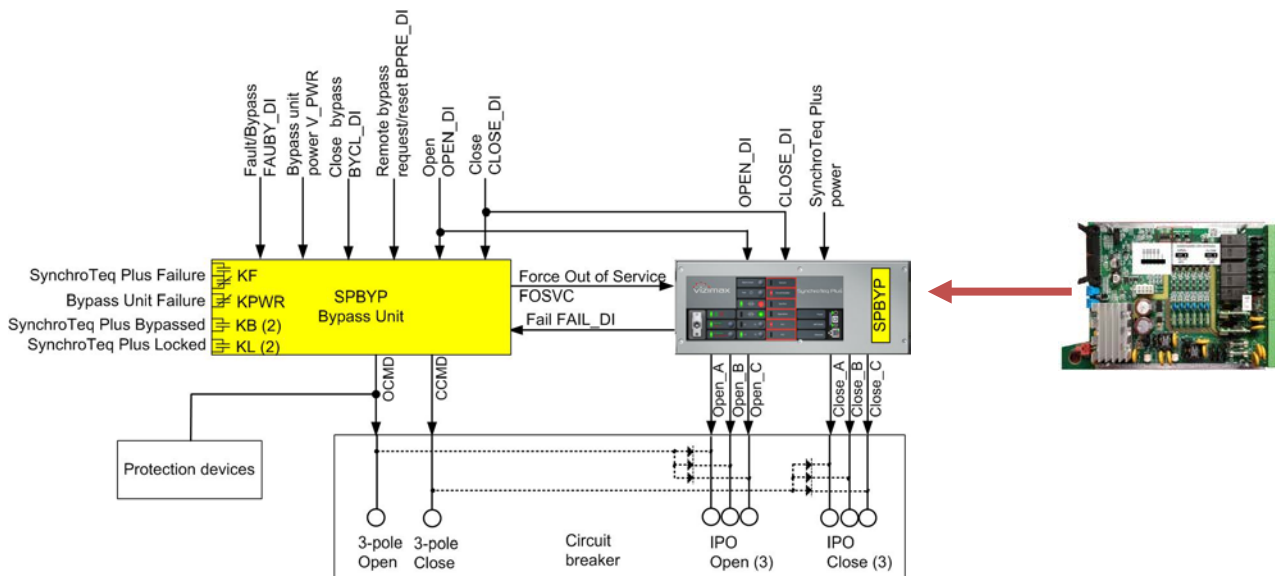 Fault/Bypass
FAUBY_DI
Bypass unit
power V_PWR
Close bypass
BYCL_DI
Remote bypass
request/reset BPRE_DI
Open
OPEN_DI
Close
CLOSE_DI
OPEN_DI
CLOSE_DI
SynchroTeq Plus
power
SynchroTeq Plus Failure
KF
Bypass Unit Failure
KPWR
SynchroTeq Plus Bypassed
KB (2)
SynchroTeq Plus Locked
KL (2)
SPBYP
Bypass Unit
Force Out of Service
FOSVC
Fail FAIL_DI
vizimax
SynchroTeq Plus
SPBYP
OCMD
CCMD
Open_A
Open_B
Open_C
Close_A
Close_B
Close_C
Protection devices
3-pole
Open
3-pole
Close
Circuit
breaker
IPO
Open (3)
IPO
Close (3)